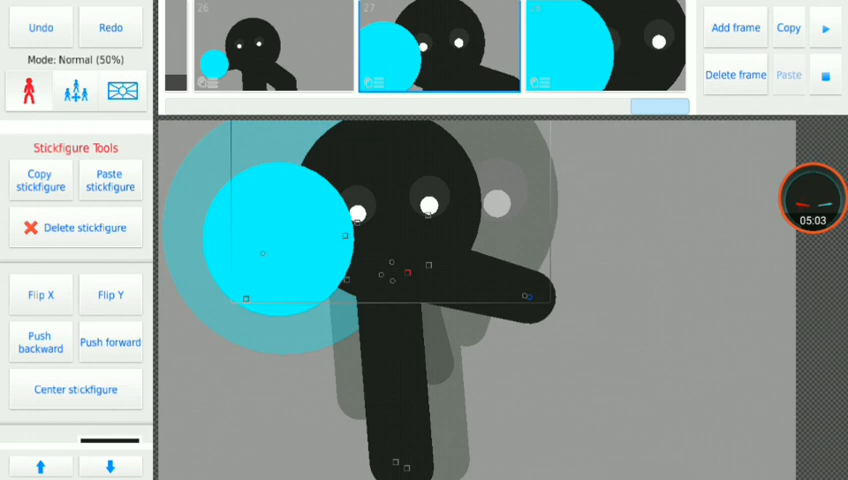 Undo
Redo
Mode: Normal (50%)
Stickfigure Tools
Copy stickfigure
Paste stickfigure
Delete stickfigure
Flip X
Flip Y
Push backward
Push forward
Center stickfigure
26
27
Add frame
Copy
Delete frame
Paste
05:03